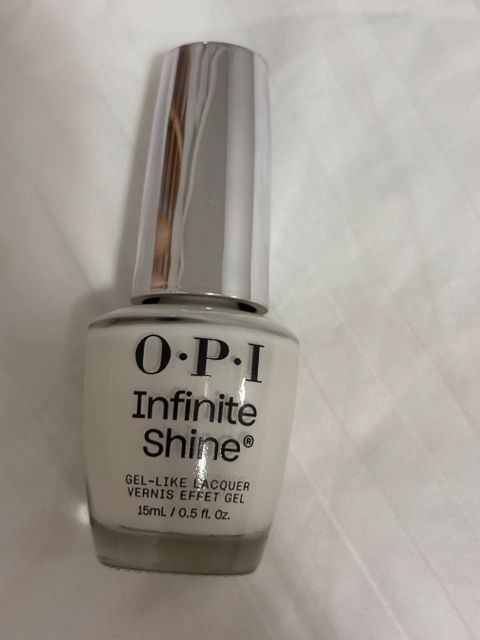 O·P·I
Infinite
Shine®
GEL-LIKE LACQUER
VERNIS EFFET GEL
15mL / 0.5 fl. Oz.